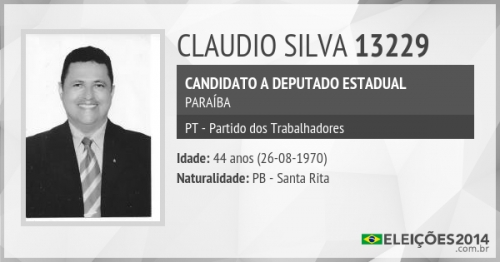 CLAUDIO SILVA 13229
CANDIDATO A DEPUTADO ESTADUAL
PARAÍBA
PT - Partido dos Trabalhadores
Idade: 44 anos (26-08-1970)
Naturalidade: PB - Santa Rita
ELEIÇÕES2014
.com.br